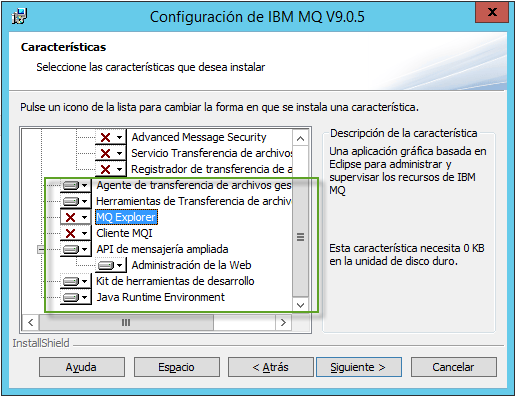 Configuración de IBM MQ V9.0.5
x
Características
Seleccione las características que desea instalar
Pulse un icono de la lista para cambiar la forma en que se instala una característica.
Advanced Message Security
Servicio Transferencia de archivos
Registrador de transferencia de a
Agente de transferencia de archivos ges
Herramientas de Transferencia de archiv
MQ Explorer
Cliente MQI
API de mensajería ampliada
Administración de la Web
Kit de herramientas de desarrollo
Java Runtime Environment
Descripción de la característica
Una aplicación gráfica basada en
Eclipse para administrar y
supervisar los recursos de IBM
MQ
Esta característica necesita 0 KB
en la unidad de disco duro.
InstallShield
Ayuda
Espacio
< Atrás
Siguiente >
Cancelar